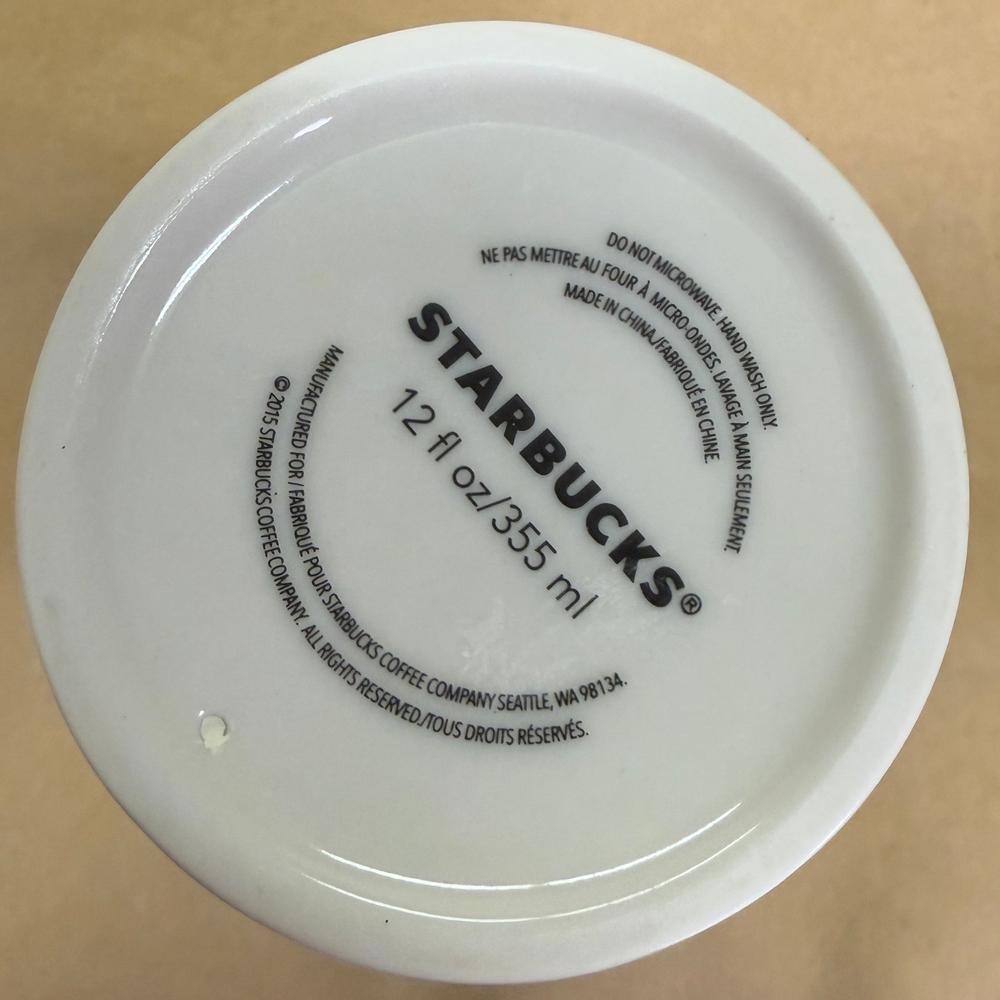 DO NOT MICROWAVE. HAND WASH ONLY.
NE PAS METTRE AU FOUR À MICRO-ONDES. LAVAGE À MAIN SEULEMENT.
MADE IN CHINA/FABRIQUÉ EN CHINE.
STARBUCKS®
12 fl oz/355 ml
MANUFACTURED FOR / FABRIQUÉ POUR STARBUCKS COFFEE COMPANY SEATTLE, WA 98134.
© 2015 STARBUCKS COFFEE COMPANY. ALL RIGHTS RESERVED./TOUS DROITS RÉSERVÉS.